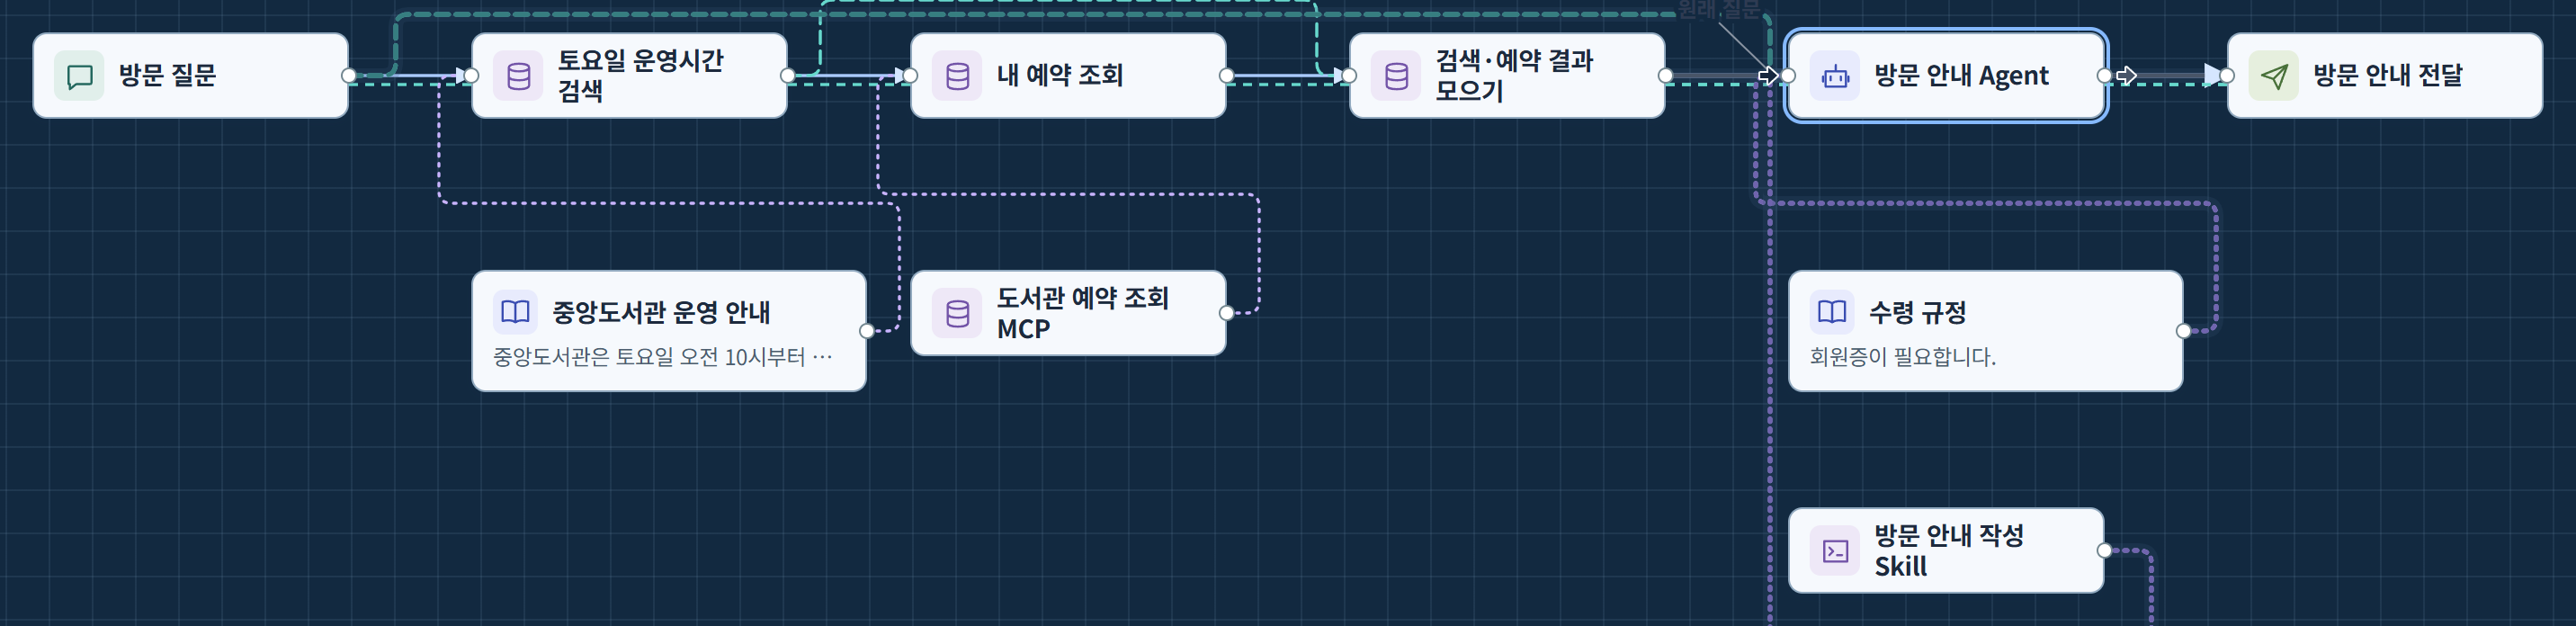 원래 질문
방문 질문
토요일 운영시간
검색
내 예약 조회
검색·예약 결과
모으기
방문 안내 Agent
방문 안내 전달
중앙도서관 운영 안내
중앙도서관은 토요일 오전 10시부터 …
도서관 예약 조회
MCP
수령 규정
회원증이 필요합니다.
방문 안내 작성
Skill